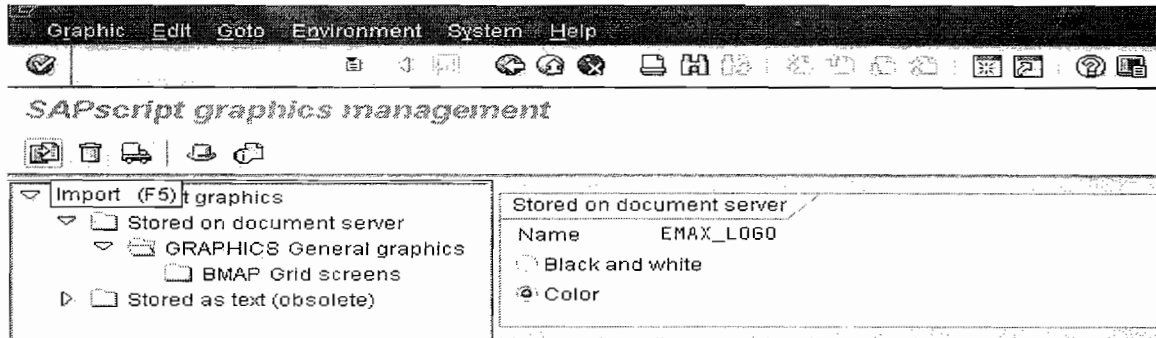 Graphic Edit Goto Environment System Help
SAPscript graphics management
Import (F5) t graphics
Stored on document server
GRAPHICS General graphics
BMAP Grid screens
Stored as text (obsolete)
Stored on document server
Name EMAX_LOGO
Black and white
Color